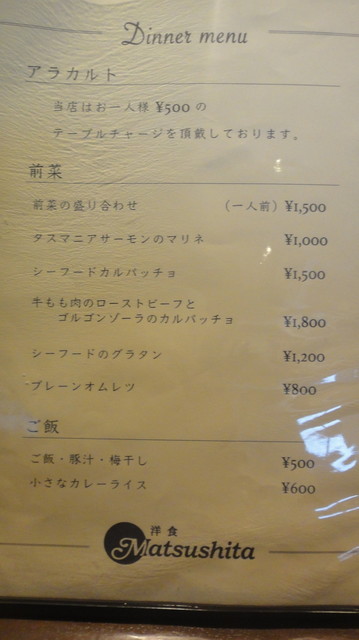 Dinner menu
アラカルト
当店はお一人様 ¥500 の
テーブルチャージを頂戴しております。
前菜
前菜の盛り合わせ （一人前）¥1,500
タスマニアサーモンのマリネ ¥1,000
シーフードカルパッチョ ¥1,500
牛もも肉のローストビーフと
ゴルゴンゾーラのカルパッチョ ¥1,800
シーフードのグラタン ¥1,200
プレーンオムレツ ¥800
ご飯
ご飯・豚汁・梅干し ¥500
小さなカレーライス ¥600
洋食
Matsushita